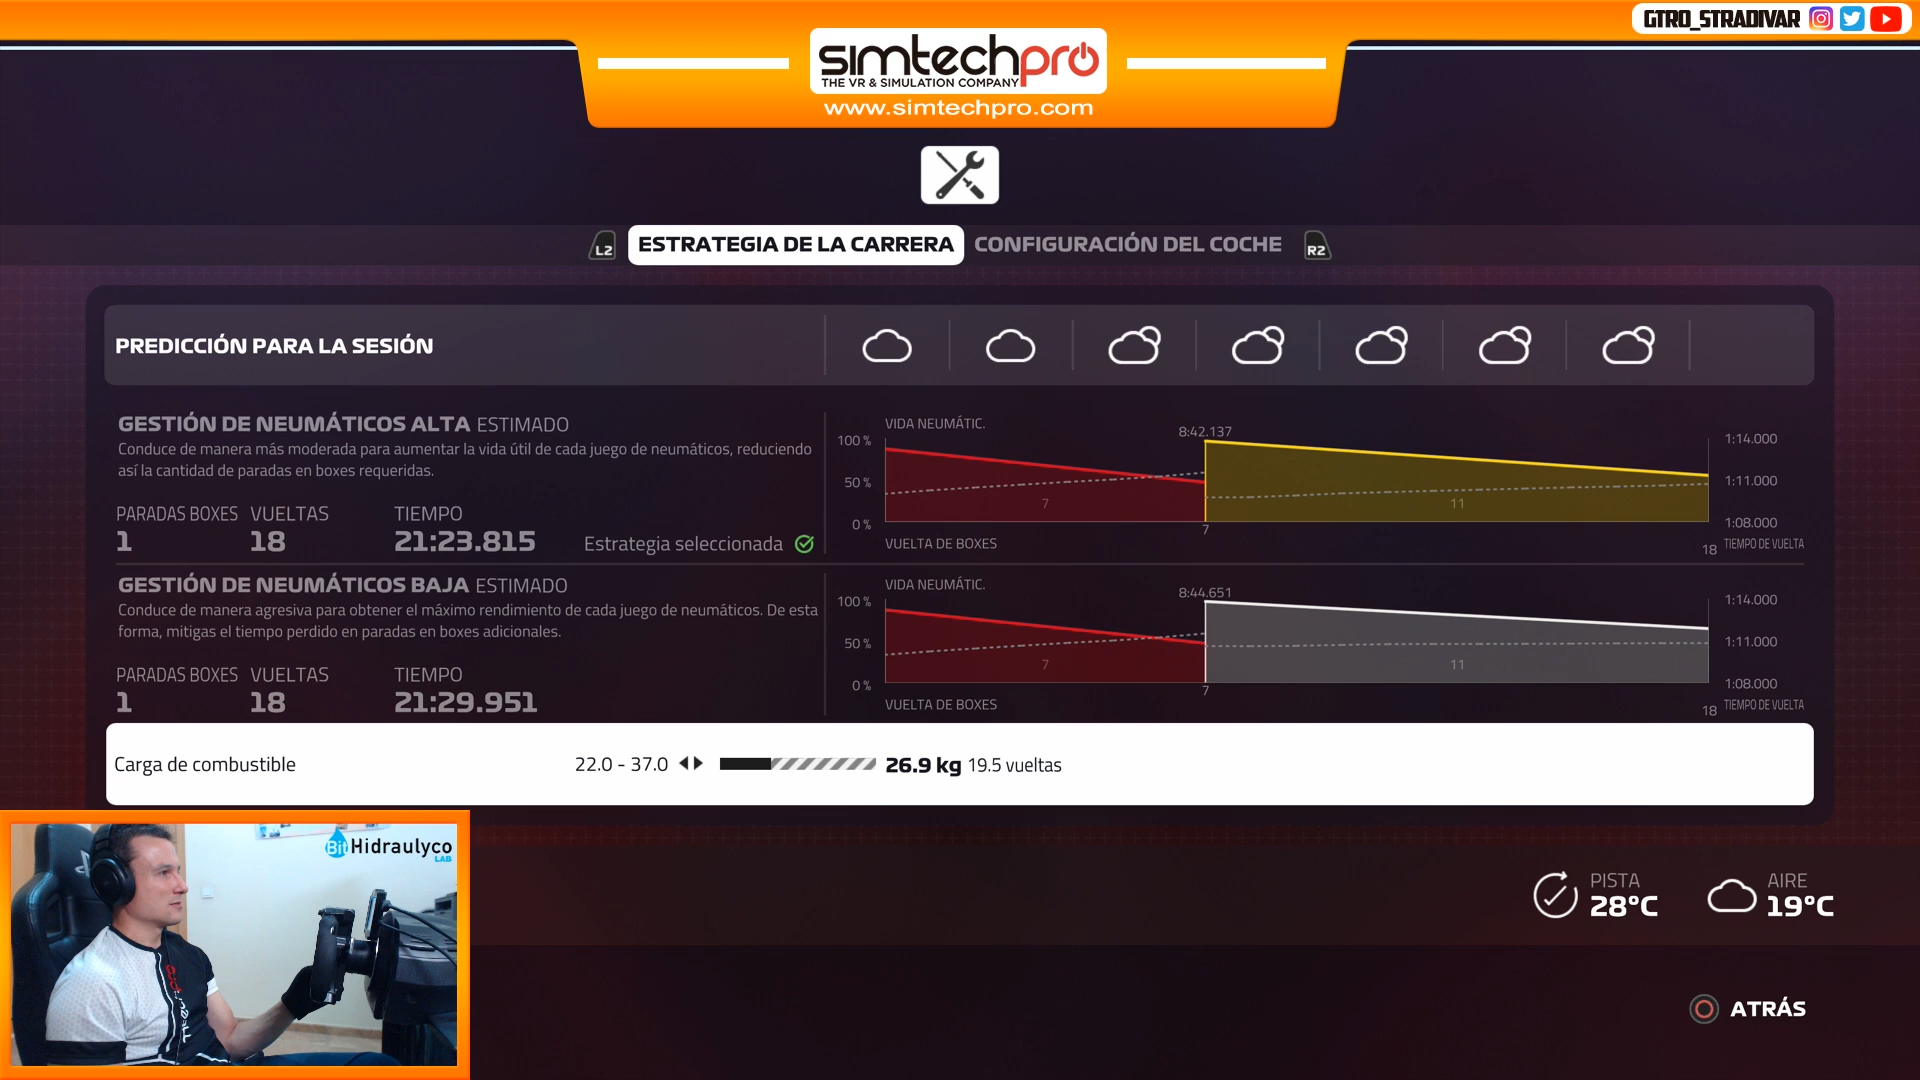 GTRO_STRADIVAR
simtechpro
THE VR & SIMULATION COMPANY
www.simtechpro.com
L2 ESTRATEGIA DE LA CARRERA CONFIGURACIÓN DEL COCHE R2
PREDICCIÓN PARA LA SESIÓN
GESTIÓN DE NEUMÁTICOS ALTA ESTIMADO
Conduce de manera más moderada para aumentar la vida útil de cada juego de neumáticos, reduciendo
así la cantidad de paradas en boxes requeridas.
PARADAS BOXES VUELTAS TIEMPO
1 18 21:23.815 Estrategia seleccionada
VIDA NEUMÁTIC.
8:42.137
100 % 1:14.000
50 % 1:11.000
7 11
0 % 1:08.000
7
VUELTA DE BOXES 18 TIEMPO DE VUELTA
GESTIÓN DE NEUMÁTICOS BAJA ESTIMADO
Conduce de manera agresiva para obtener el máximo rendimiento de cada juego de neumáticos. De esta
forma, mitigas el tiempo perdido en paradas en boxes adicionales.
PARADAS BOXES VUELTAS TIEMPO
1 18 21:29.951
VIDA NEUMÁTIC.
8:44.651
100 % 1:14.000
50 % 1:11.000
7 11
0 % 1:08.000
7
VUELTA DE BOXES 18 TIEMPO DE VUELTA
Carga de combustible 22.0 - 37.0 26.9 kg 19.5 vueltas
BitHidraulyco
LAB
PISTA
28°C
AIRE
19°C
ATRÁS